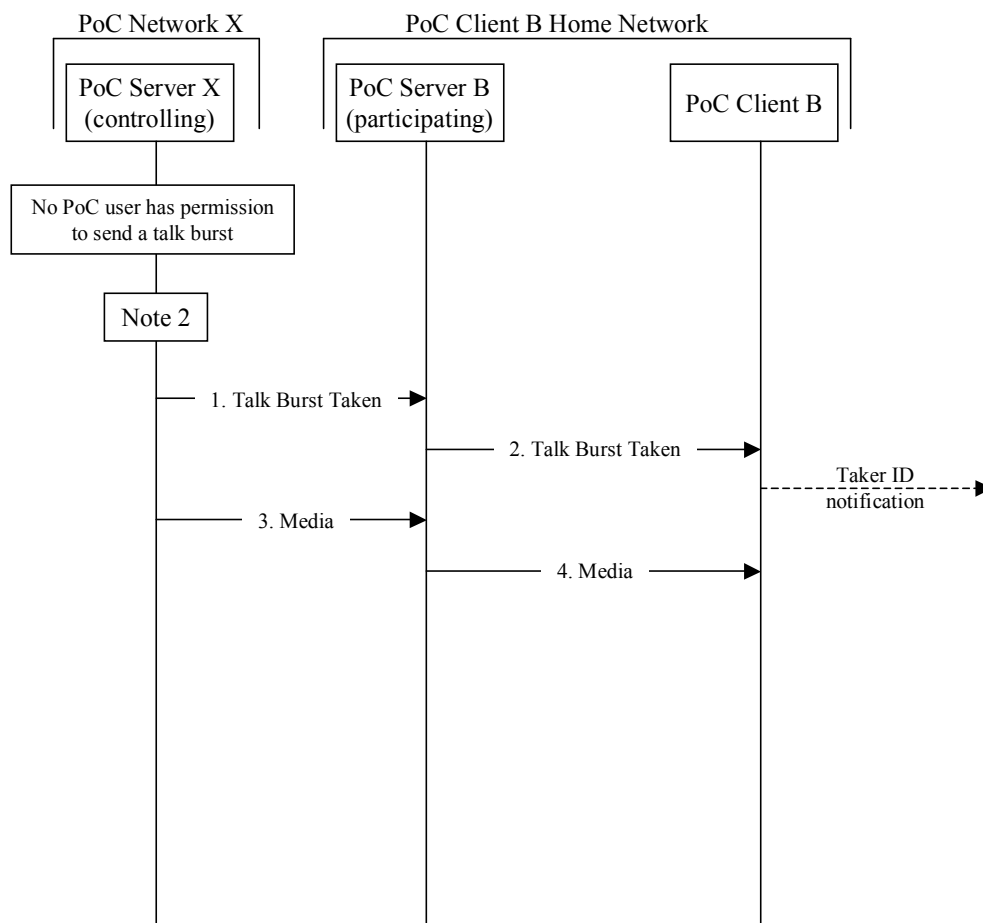 PoC Network X
PoC Client B Home Network
PoC Server X
(controlling)
PoC Server B
(participating)
PoC Client B
No PoC user has permission
to send a talk burst
Note 2
1. Talk Burst Taken
2. Talk Burst Taken
Taker ID
notification
3. Media
4. Media